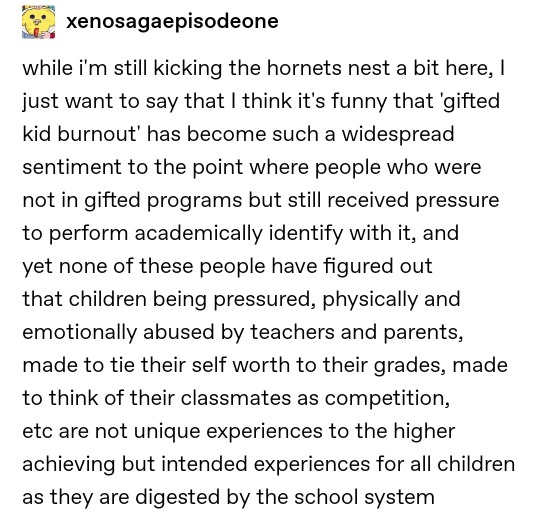 xenosagaepisodeone
while i'm still kicking the hornets nest a bit here, I
just want to say that I think it's funny that 'gifted
kid burnout' has become such a widespread
sentiment to the point where people who were
not in gifted programs but still received pressure
to perform academically identify with it, and
yet none of these people have figured out
that children being pressured, physically and
emotionally abused by teachers and parents,
made to tie their self worth to their grades, made
to think of their classmates as competition,
etc are not unique experiences to the higher
achieving but intended experiences for all children
as they are digested by the school system